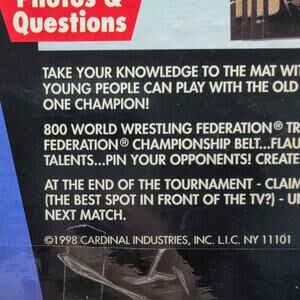 Photos &
Questions
TAKE YOUR KNOWLEDGE TO THE MAT WIT
YOUNG PEOPLE CAN PLAY WITH THE OLD
ONE CHAMPION!
800 WORLD WRESTLING FEDERATION® TR
FEDERATION® CHAMPIONSHIP BELT...FLAU
TALENTS...PIN YOUR OPPONENTS! CREATE
AT THE END OF THE TOURNAMENT - CLAIM
(THE BEST SPOT IN FRONT OF THE TV?) - UN
NEXT MATCH.
©1998 CARDINAL INDUSTRIES, INC. L.I.C. NY 11101